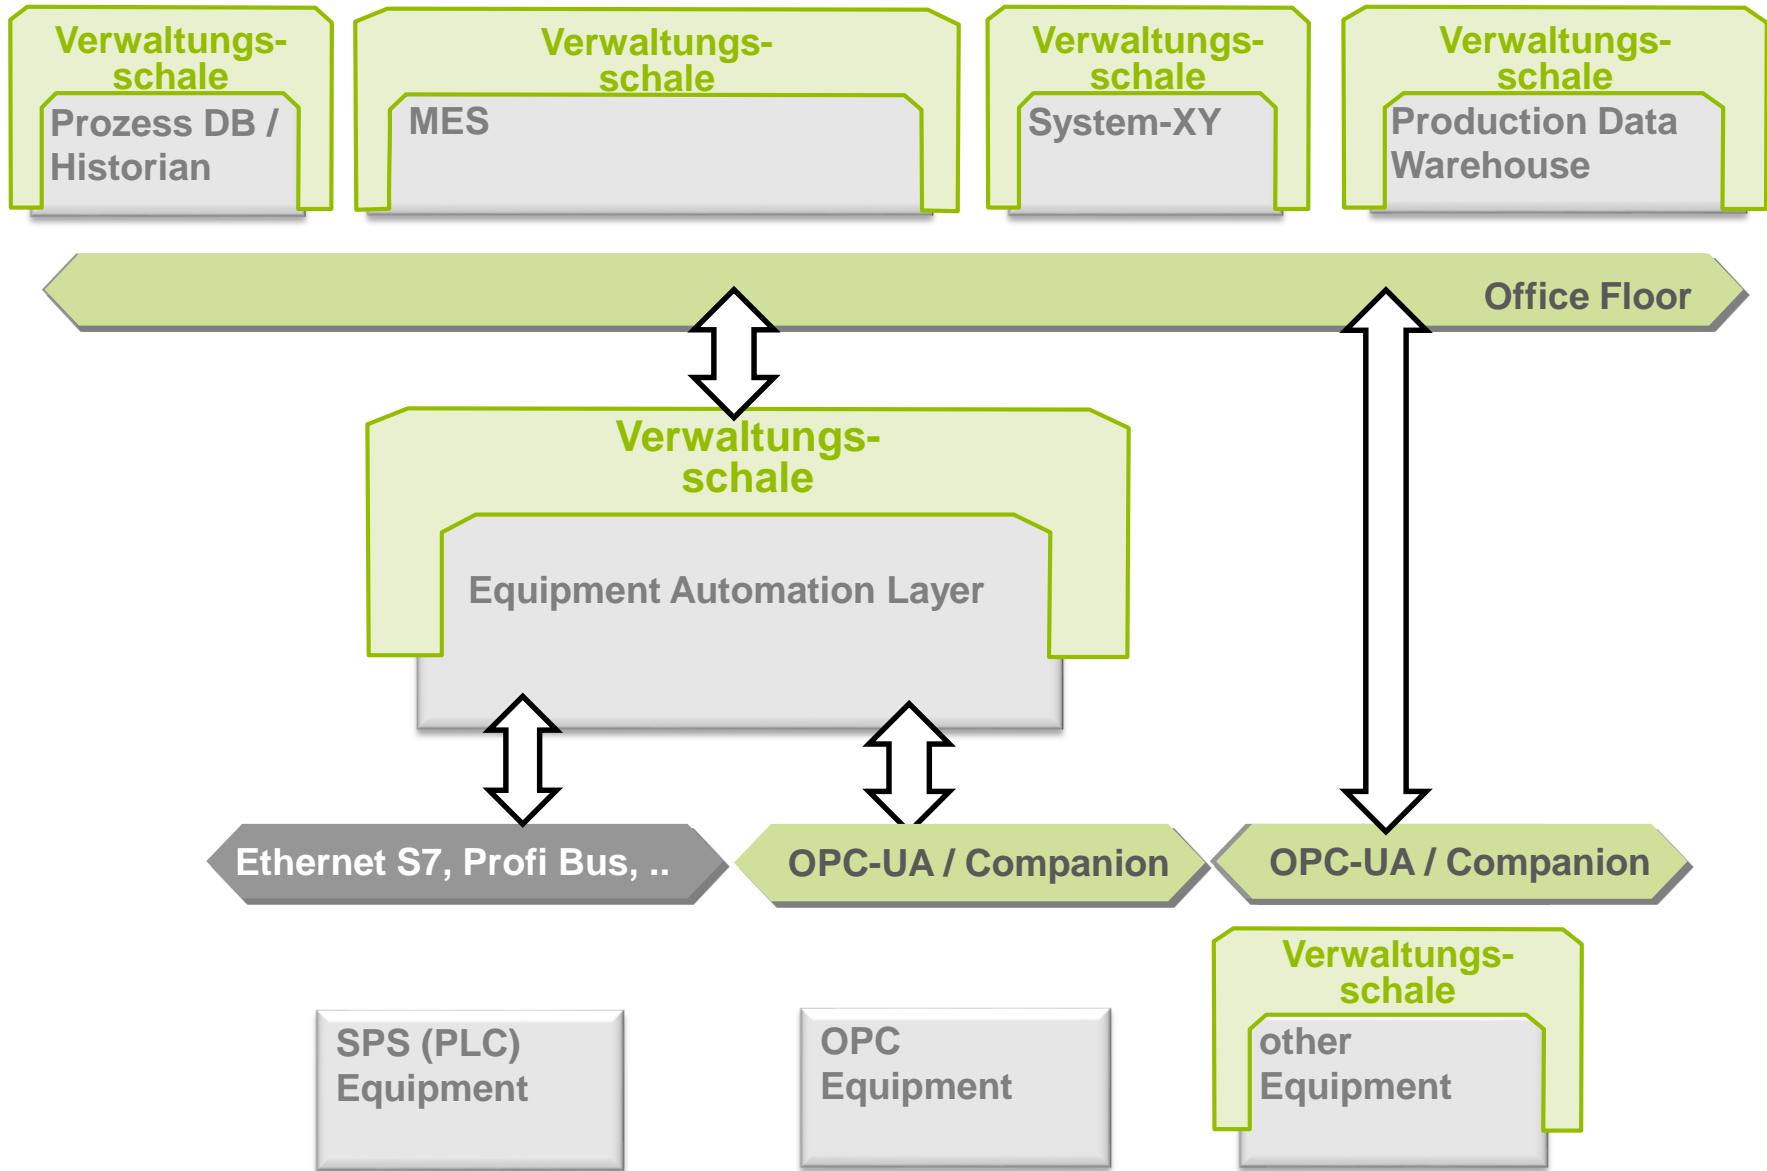 Verwaltungs-
schale
Prozess DB /
Historian
Verwaltungs-
schale
MES
Verwaltungs-
schale
System-XY
Verwaltungs-
schale
Production Data
Warehouse
Office Floor
Verwaltungs-
schale
Equipment Automation Layer
Ethernet S7, Profi Bus, ..
OPC-UA / Companion
OPC-UA / Companion
SPS (PLC)
Equipment
OPC
Equipment
Verwaltungs-
schale
other
Equipment